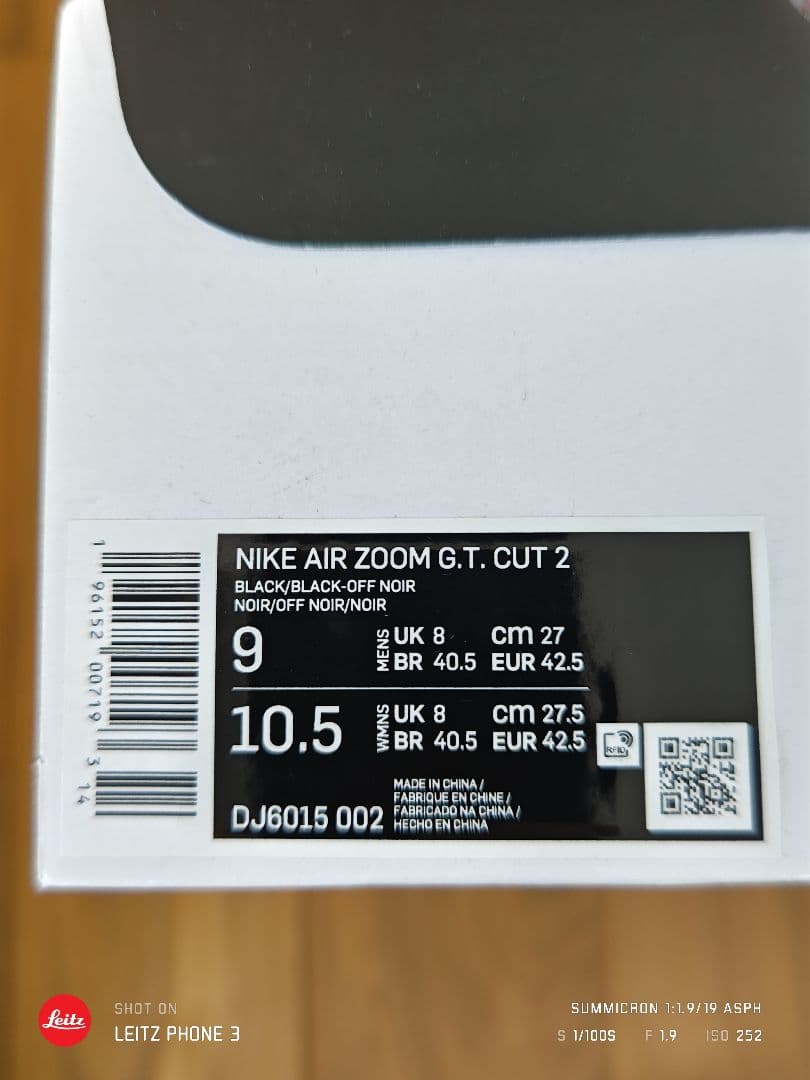 NIKE AIR ZOOM G.T. CUT 2
BLACK/BLACK-OFF NOIR
NOIR/OFF NOIR/NOIR
9 MENS UK 8 cm 27
BR 40.5 EUR 42.5
10.5 WMNS UK 8 cm 27.5
BR 40.5 EUR 42.5
RFID
DJ6015 002
MADE IN CHINA /
FABRIQUE EN CHINE /
FABRICADO NA CHINA /
HECHO EN CHINA
1 96152 00719 3 14
Leitz
SHOT ON
LEITZ PHONE 3
SUMMICRON 1:1.9/19 ASPH
S 1/100S F 1.9 ISO 252